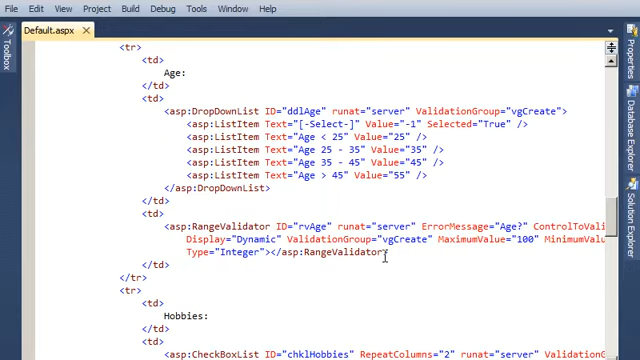 File Edit View Project Build Debug Tools Window Help
Default.aspx
Toolbox
<tr>
<td>
Age:
</td>
<td>
<asp:DropDownList ID="ddlAge" runat="server" ValidationGroup="vgCreate">
<asp:ListItem Text="[-Select-]" Value="-1" Selected="True" />
<asp:ListItem Text="Age < 25" Value="25" />
<asp:ListItem Text="Age 25 - 35" Value="35" />
<asp:ListItem Text="Age 35 - 45" Value="45" />
<asp:ListItem Text="Age > 45" Value="55" />
</asp:DropDownList>
</td>
<td>
<asp:RangeValidator ID="rvAge" runat="server" ErrorMessage="Age?" ControlToVali
Display="Dynamic" ValidationGroup="vgCreate" MaximumValue="100" MinimumValu
Type="Integer"></asp:RangeValidator>
</td>
</tr>
<tr>
<td>
Hobbies:
</td>
<td>
<asp:CheckBoxList ID="chklHobbies" RepeatColumns="2" runat="server" ValidationG
Properties
Database Explorer
Solution Explorer